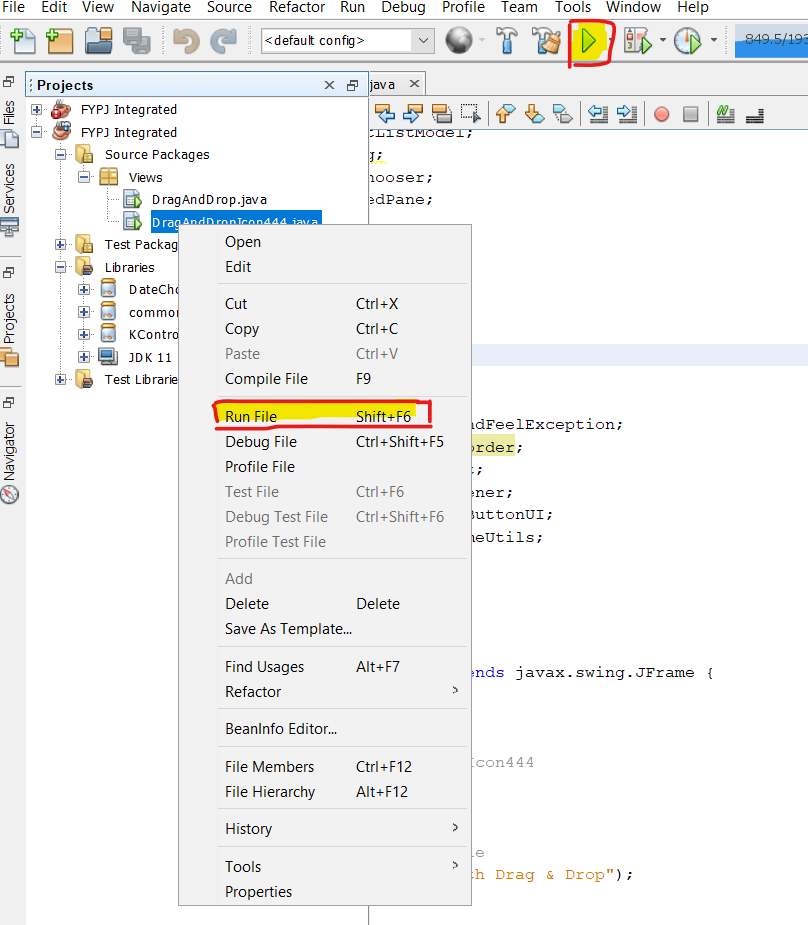 File Edit View Navigate Source Refactor Run Debug Profile Team Tools Window Help
<default config>
849.5/193
Projects
java
Files
Services
Projects
Navigator
FYPJ Integrated
FYPJ Integrated
Source Packages
Views
DragAndDrop.java
DragAndDropIcon444.java
Test Packag
Libraries
DateCho
common
KContro
JDK 11
Test Librarie
Open
Edit
Cut Ctrl+X
Copy Ctrl+C
Paste Ctrl+V
Compile File F9
Run File Shift+F6
Debug File Ctrl+Shift+F5
Profile File
Test File Ctrl+F6
Debug Test File Ctrl+Shift+F6
Profile Test File
Add
Delete Delete
Save As Template...
Find Usages Alt+F7
Refactor
BeanInfo Editor...
File Members Ctrl+F12
File Hierarchy Alt+F12
History
Tools
Properties
tListModel;
g;
hooser;
edPane;
ndFeelException;
order;
t;
ener;
ButtonUI;
meUtils;
ends javax.swing.JFrame {
Icon444
le
th Drag & Drop");